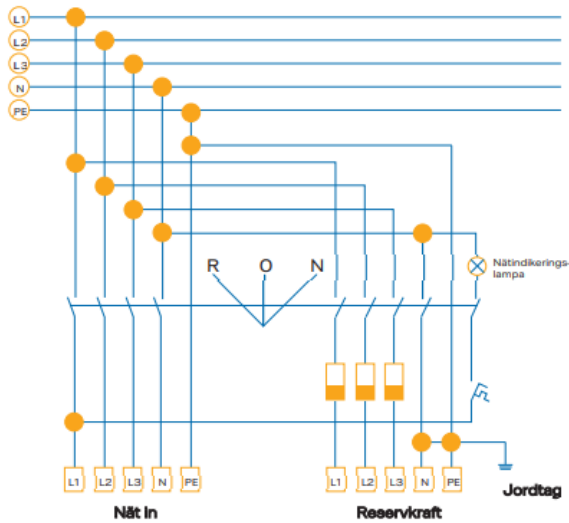 L1
L2
L3
N
PE
R O N
Nätindikerings-
lampa
L1 L2 L3 N PE L1 L2 L3 N PE
Jordtag
Nät In Reservkraft